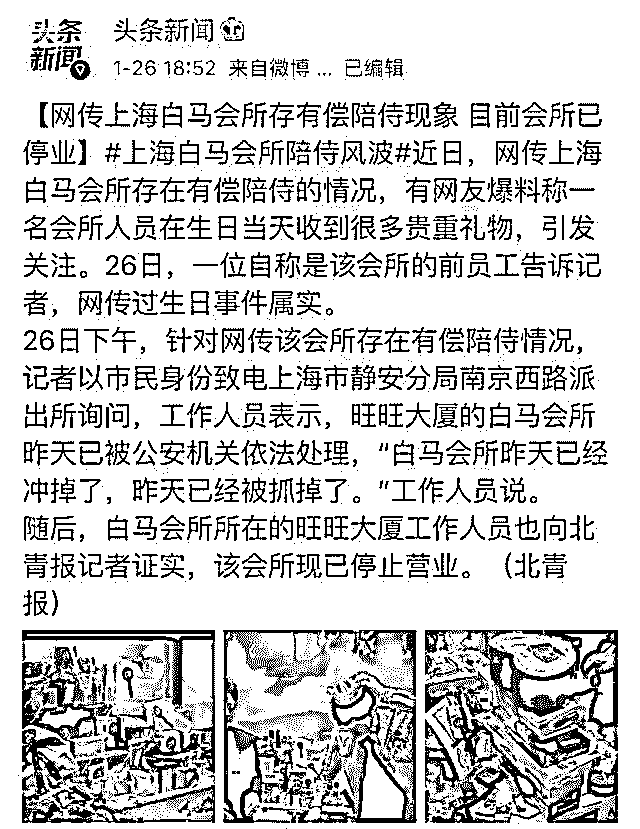 头条新闻
头条
新闻
1-26 18:52 来自微博 ... 已编辑
【网传上海白马会所存有偿陪侍现象 目前会所已
停业】#上海白马会所陪侍风波#近日，网传上海
白马会所存在有偿陪侍的情况，有网友爆料称一
名会所人员在生日当天收到很多贵重礼物，引发
关注。26日，一位自称是该会所的前员工告诉记
者，网传过生日事件属实。
26日下午，针对网传该会所存在有偿陪侍情况，
记者以市民身份致电上海市静安分局南京西路派
出所询问，工作人员表示，旺旺大厦的白马会所
昨天已被公安机关依法处理，“白马会所昨天已经
冲掉了，昨天已经被抓掉了。”工作人员说。
随后，白马会所所在的旺旺大厦工作人员也向北
青报记者证实，该会所现已停止营业。（北青
报）